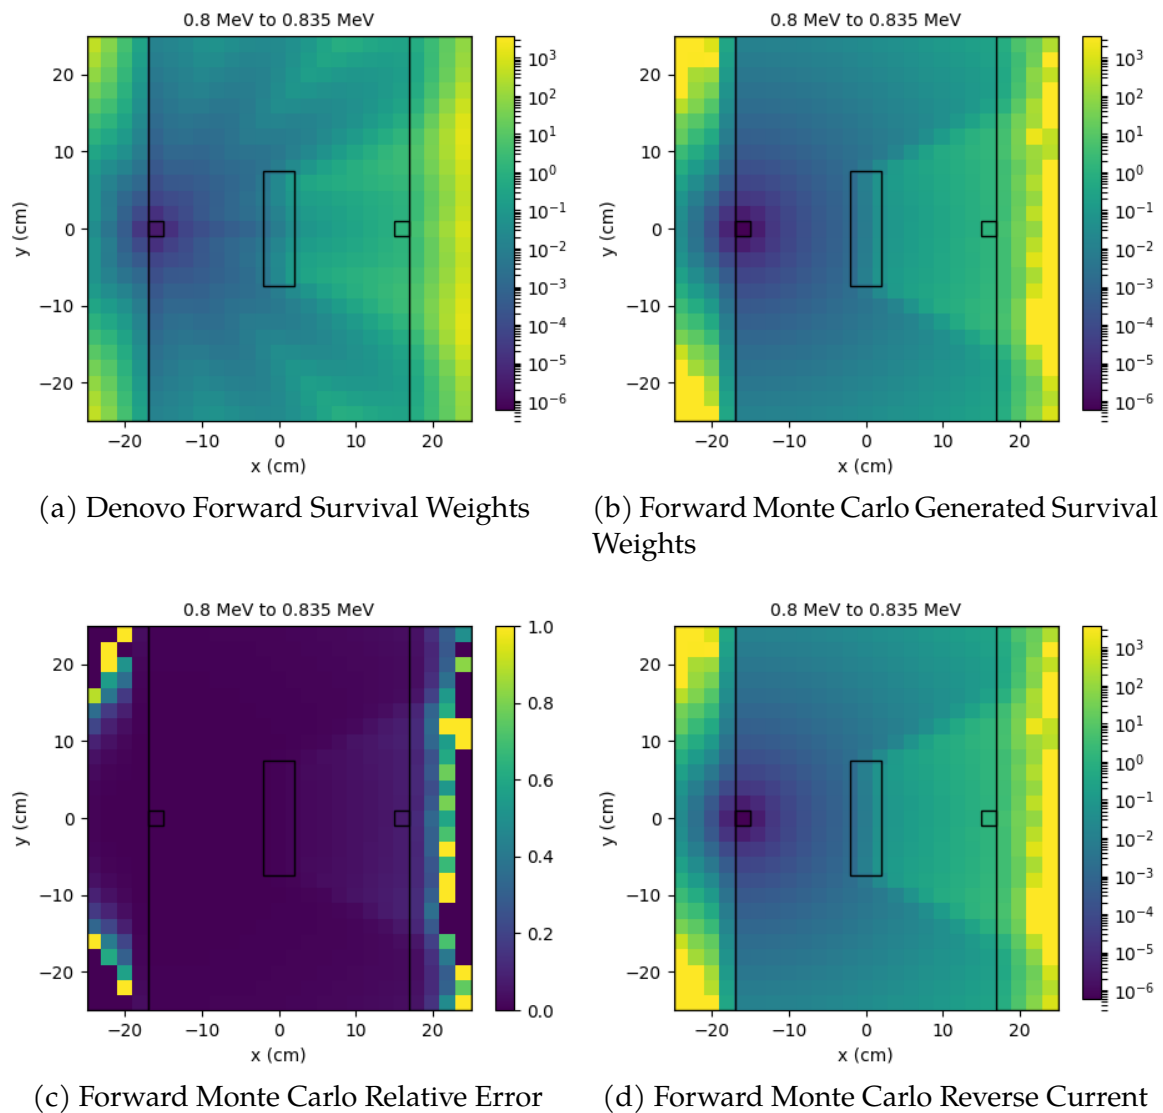 0.8 MeV to 0.835 MeV
20
10
0
−10
−20
y (cm)
−20 −10 0 10 20
x (cm)
10³
10²
10¹
10⁰
10⁻¹
10⁻²
10⁻³
10⁻⁴
10⁻⁵
10⁻⁶
(a) Denovo Forward Survival Weights
0.8 MeV to 0.835 MeV
20
10
0
−10
−20
y (cm)
−20 −10 0 10 20
x (cm)
10³
10²
10¹
10⁰
10⁻¹
10⁻²
10⁻³
10⁻⁴
10⁻⁵
10⁻⁶
(b) Forward Monte Carlo Generated Survival
Weights
0.8 MeV to 0.835 MeV
20
10
0
−10
−20
y (cm)
−20 −10 0 10 20
x (cm)
1.0
0.8
0.6
0.4
0.2
0.0
(c) Forward Monte Carlo Relative Error
0.8 MeV to 0.835 MeV
20
10
0
−10
−20
y (cm)
−20 −10 0 10 20
x (cm)
10³
10²
10¹
10⁰
10⁻¹
10⁻²
10⁻³
10⁻⁴
10⁻⁵
10⁻⁶
(d) Forward Monte Carlo Reverse Current